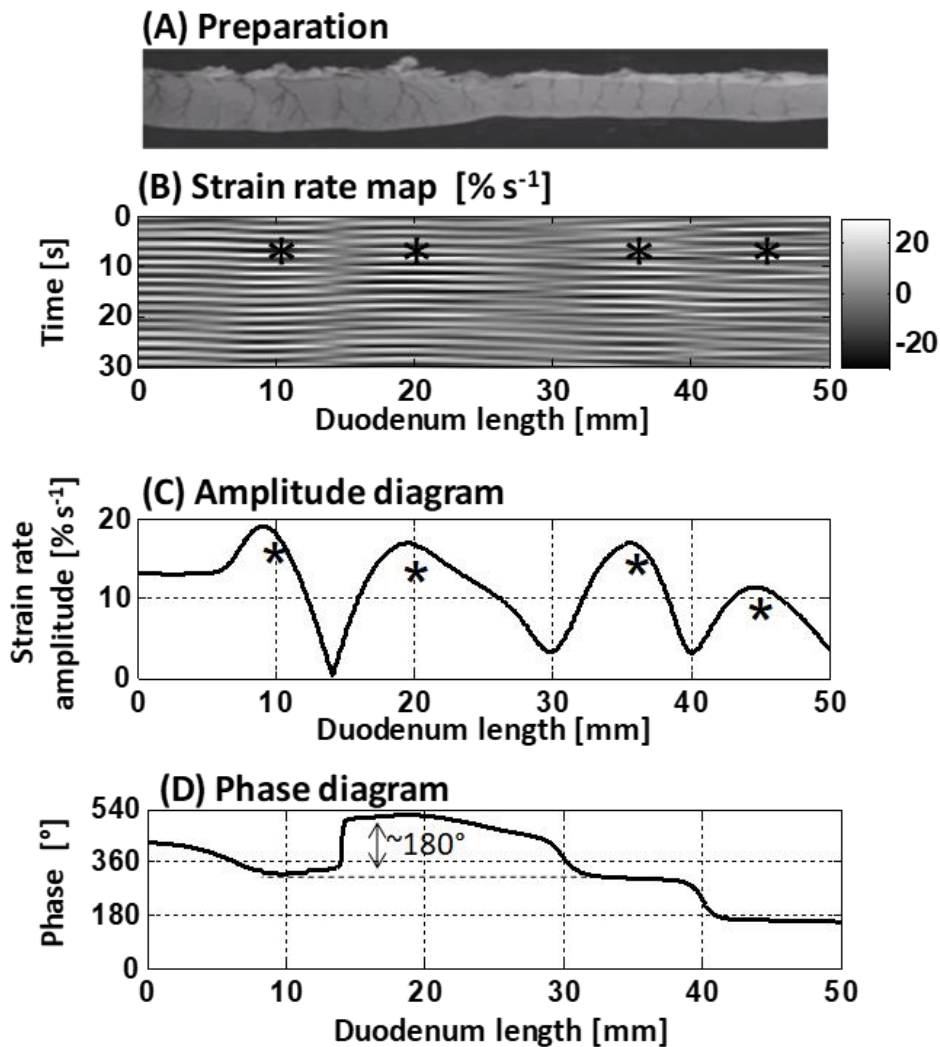 (A) Preparation
(B) Strain rate map [% s-1]
Time [s]
0
10
20
30
0 10 20 30 40 50
Duodenum length [mm]
* * * *
20
0
-20
(C) Amplitude diagram
Strain rate
amplitude [% s-1]
20
10
0
* * * *
0 10 20 30 40 50
Duodenum length [mm]
(D) Phase diagram
Phase [°]
540
360
180
0
~180°
0 10 20 30 40 50
Duodenum length [mm]